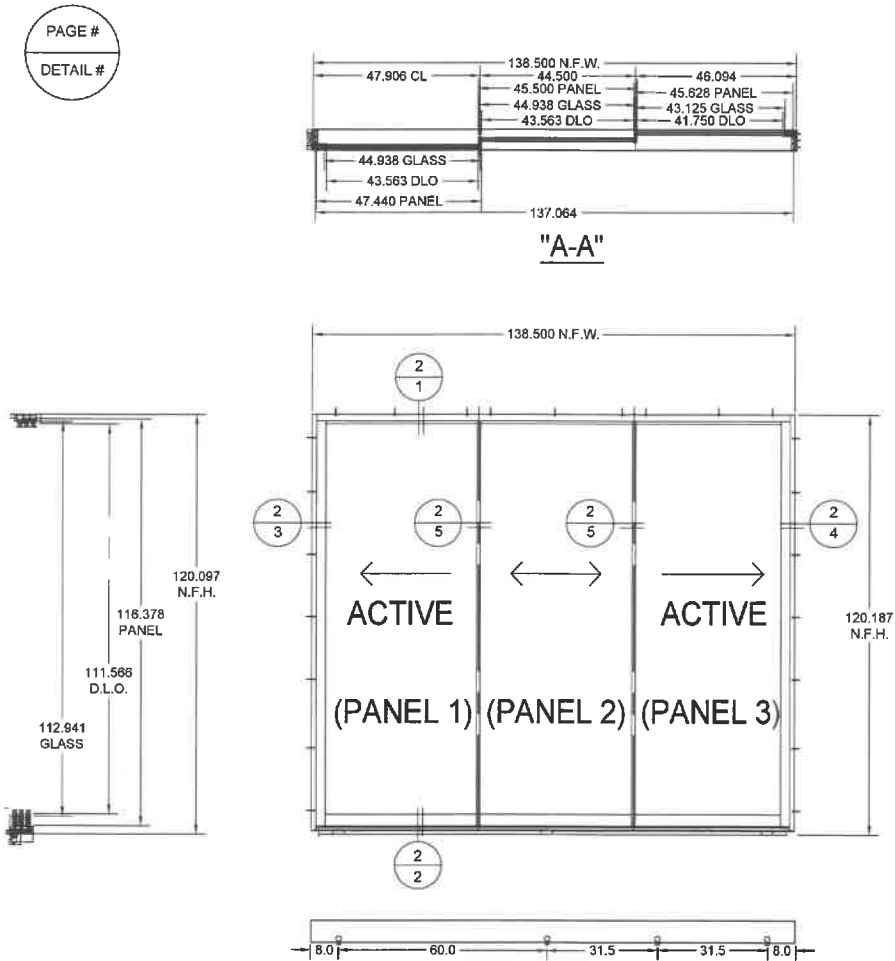 PAGE #
DETAIL #
138.500 N.F.W.
47.906 CL
44.500
46.094
45.500 PANEL
45.628 PANEL
44.938 GLASS
43.125 GLASS
43.563 DLO
41.750 DLO
44.938 GLASS
43.563 DLO
47.440 PANEL
137.064
"A-A"
138.500 N.F.W.
2
1
2
3
2
5
2
5
2
4
120.097
N.F.H.
116.378
PANEL
111.566
D.L.O.
112.941
GLASS
120.187
N.F.H.
ACTIVE
ACTIVE
(PANEL 1)
(PANEL 2)
(PANEL 3)
2
2
8.0
60.0
31.5
31.5
8.0